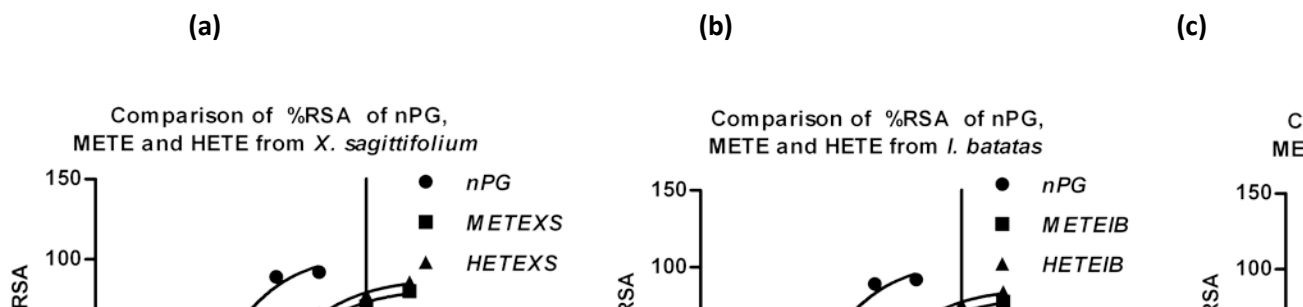 (a)
Comparison of %RSA of nPG,
METE and HETE from X. sagittifolium
150
100
RSA
nPG
METEXS
HETEXS
(b)
Comparison of %RSA of nPG,
METE and HETE from I. batatas
150
100
RSA
nPG
METEIB
HETEIB
(c)
C
ME
150
100
RSA